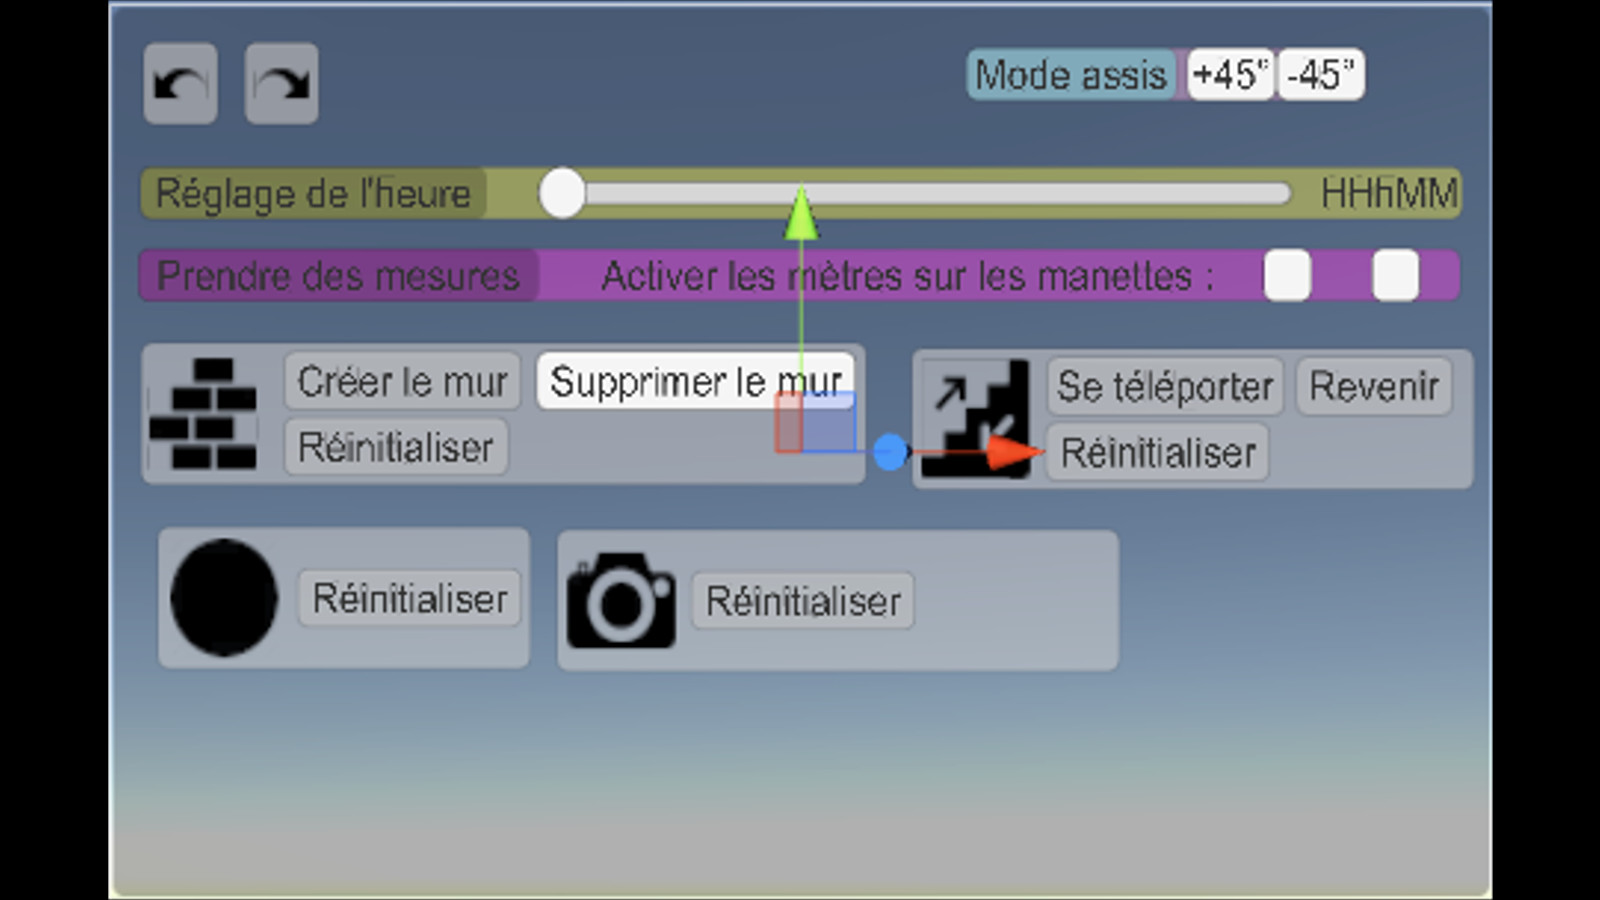 Mode assis +45° -45°
Réglage de l'heure HHhMM
Prendre des mesures Activer les mètres sur les manettes :
Créer le mur Supprimer le mur
Réinitialiser
Se téléporter Revenir
Réinitialiser
Réinitialiser
Réinitialiser